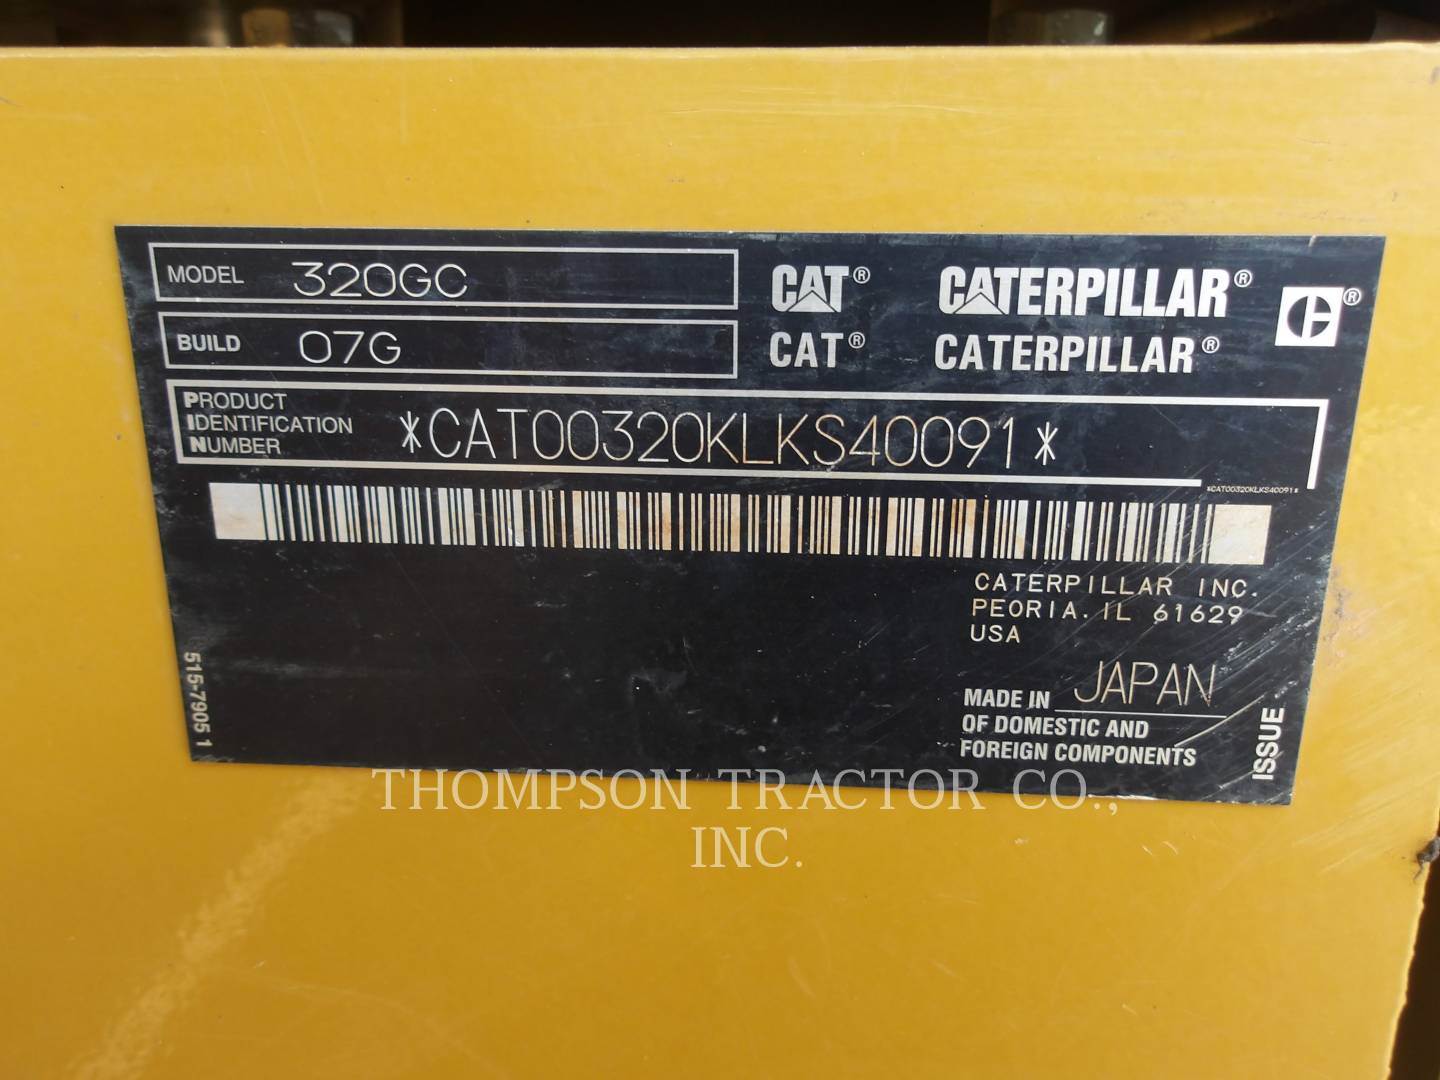 MODEL 320GC
BUILD 07G
CAT® CATERPILLAR® ®
CAT® CATERPILLAR®
PRODUCT
IDENTIFICATION
NUMBER
*CAT00320KLKS40091*
*CAT00320KLKS40091*
CATERPILLAR INC.
PEORIA. IL 61629
USA
MADE IN JAPAN
OF DOMESTIC AND
FOREIGN COMPONENTS
ISSUE
515-7905 1
THOMPSON TRACTOR CO.,
INC.